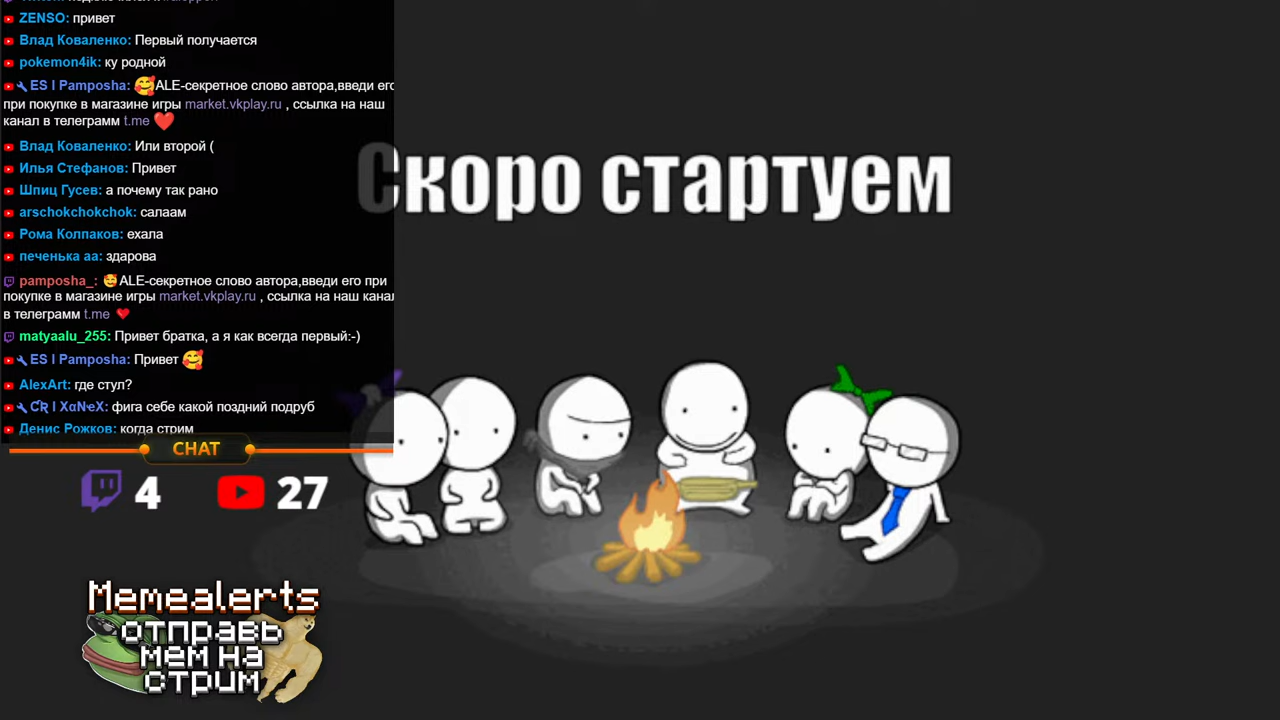 ZENSO: привет
Влад Коваленко: Первый получается
pokemon4ik: ку родной
ES I Pamposha: 🥰ALE-секретное слово автора,введи его
при покупке в магазине игры market.vkplay.ru , ссылка на наш
канал в телеграмм t.me ❤️
Влад Коваленко: Или второй (
Илья Стефанов: Привет
Шпиц Гусев: а почему так рано
arschokchokchok: салаам
Рома Колпаков: ехала
печенька аа: здарова
pamposha_: 🥰ALE-секретное слово автора,введи его при
покупке в магазине игры market.vkplay.ru , ссылка на наш канал
в телеграмм t.me ❤️
matyaalu_255: Привет братка, а я как всегда первый:-)
ES I Pamposha: Привет 🥰
AlexArt: где стул?
ƇƦ I XαNҽX: фига себе какой поздний подруб
Денис Рожков: когда стрим
CHAT
4 27
Скоро стартуем
Memealerts
отправь
мем на
стрим